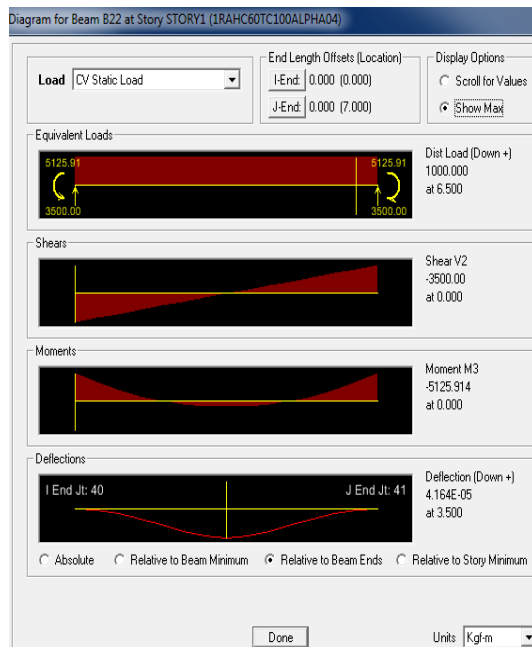 Diagram for Beam B22 at Story STORY1 (1RAHC60TC100ALPHA04)
Load CV Static Load
End Length Offsets (Location)
I-End: 0.000 (0.000)
J-End: 0.000 (7.000)
Display Options
Scroll for Values
Show Max
Equivalent Loads
5125.91 5125.91
3500.00 3500.00
Dist Load (Down +)
1000.000
at 6.500
Shears
Shear V2
-3500.00
at 0.000
Moments
Moment M3
-5125.914
at 0.000
Deflections
I End Jt: 40 J End Jt: 41
Deflection (Down +)
4.164E-05
at 3.500
Absolute Relative to Beam Minimum Relative to Beam Ends Relative to Story Minimum
Done Units Kgf-m